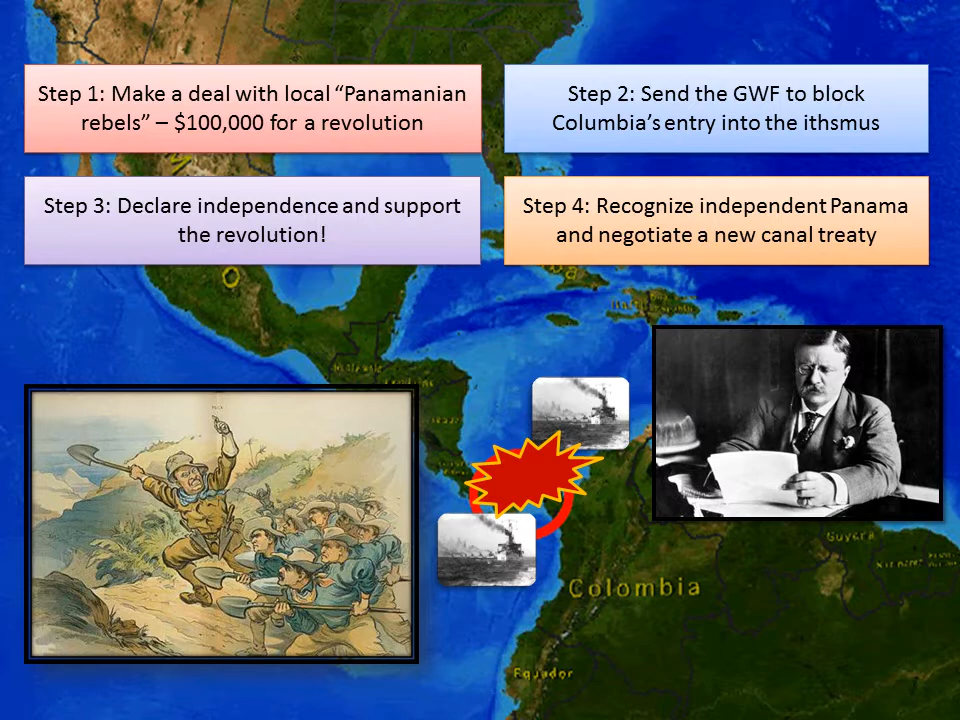 Step 1: Make a deal with local “Panamanian
rebels” – $100,000 for a revolution
Step 2: Send the GWF to block
Columbia’s entry into the ithsmus
Step 3: Declare independence and support
the revolution!
Step 4: Recognize independent Panama
and negotiate a new canal treaty
Colombia
Guyana
Equador